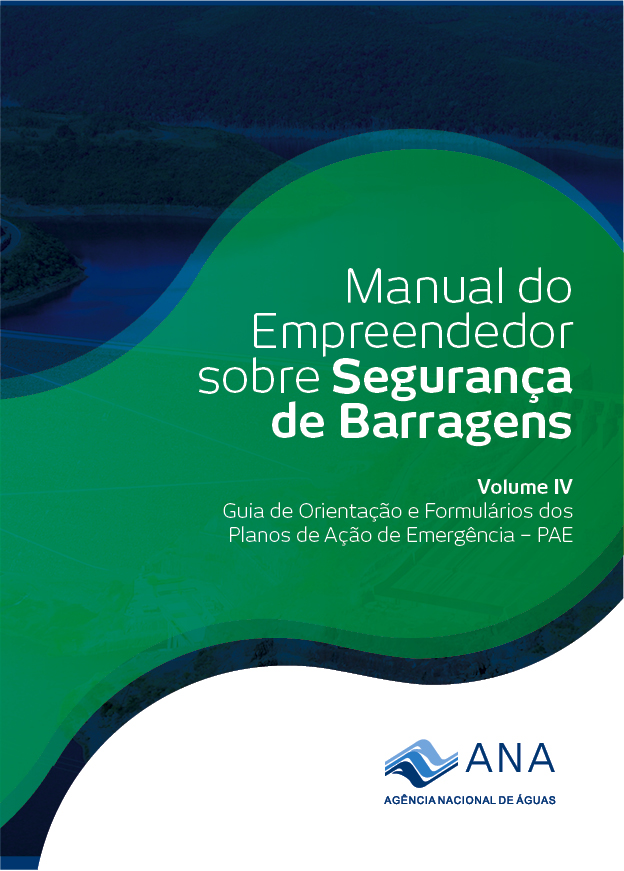 Manual do
Empreendedor
sobre Segurança
de Barragens
Volume IV
Guia de Orientação e Formulários dos
Planos de Ação de Emergência – PAE
ANA
AGÊNCIA NACIONAL DE ÁGUAS